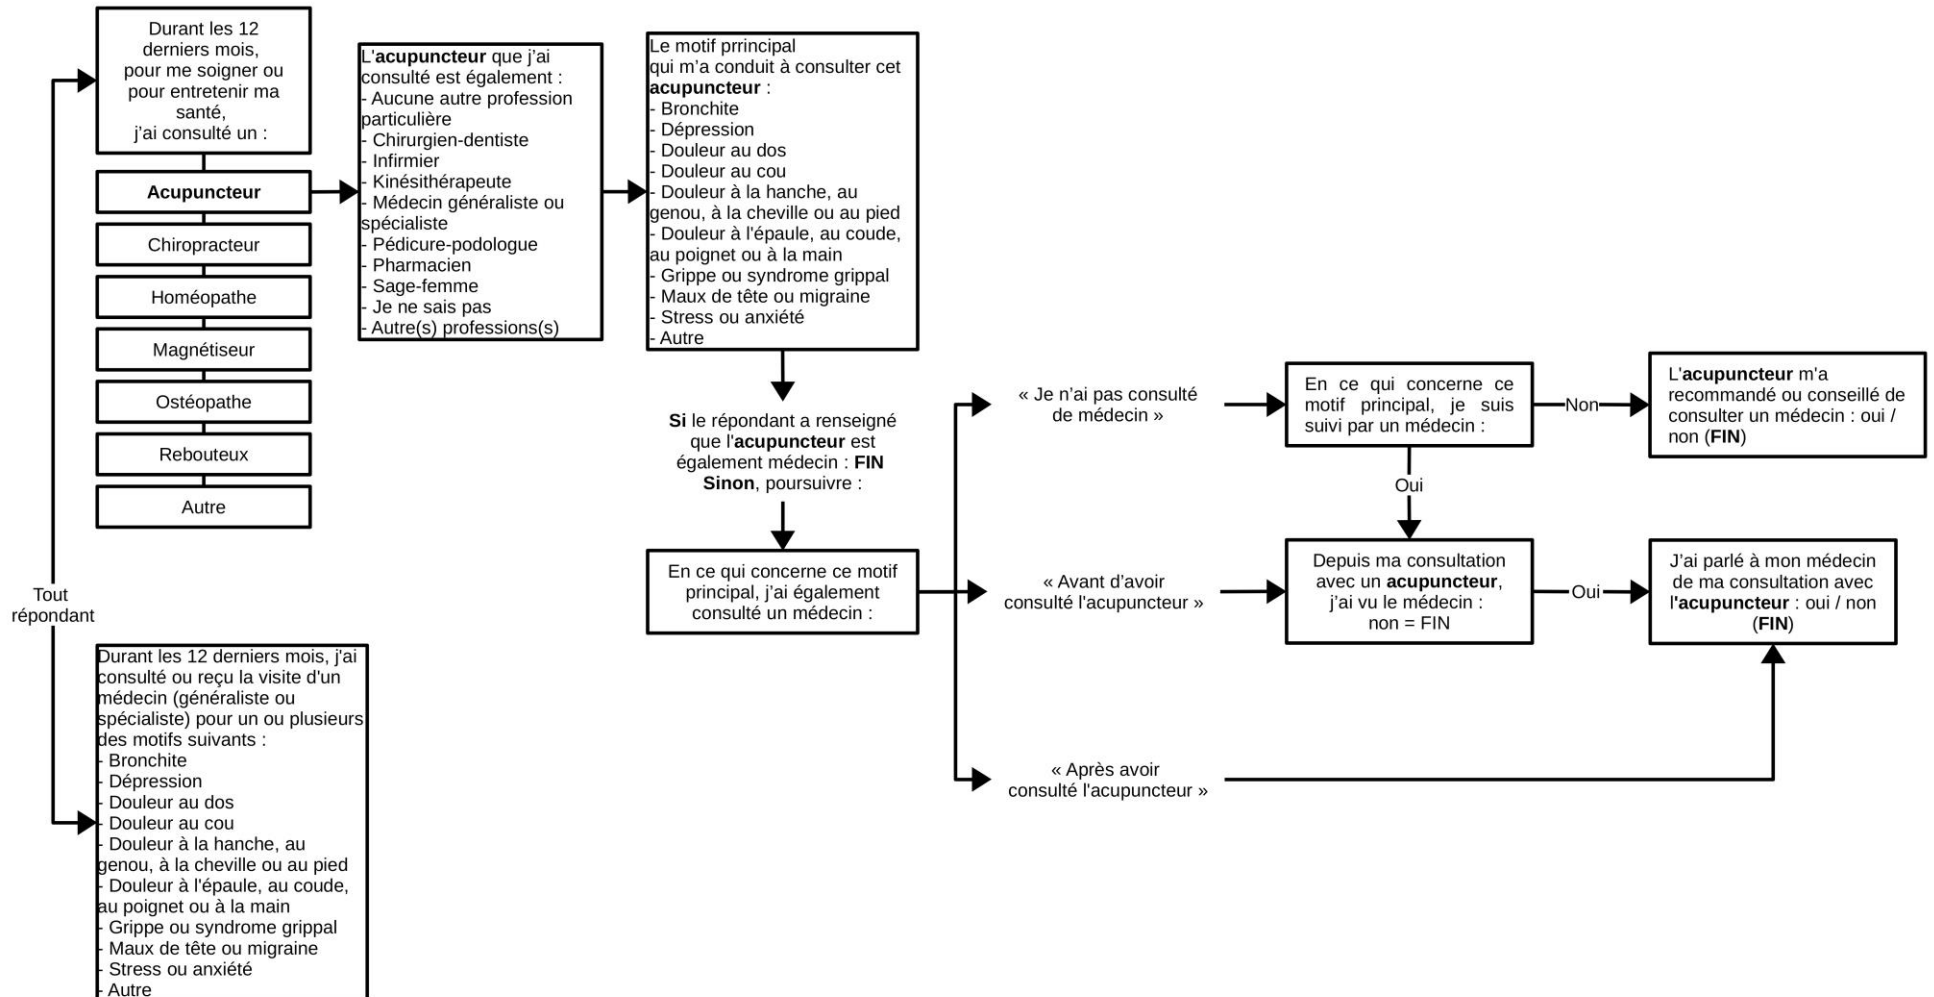 Durant les 12
derniers mois,
pour me soigner ou
pour entretenir ma
santé,
j'ai consulté un :
Acupuncteur
Chiropracteur
Homéopathe
Magnétiseur
Ostéopathe
Rebouteux
Autre
L'acupuncteur que j'ai
consulté est également :
- Aucune autre profession
particulière
- Chirurgien-dentiste
- Infirmier
- Kinésithérapeute
- Médecin généraliste ou
spécialiste
- Pédicure-podologue
- Pharmacien
- Sage-femme
- Je ne sais pas
- Autre(s) professions(s)
Le motif prrincipal
qui m'a conduit à consulter cet
acupuncteur :
- Bronchite
- Dépression
- Douleur au dos
- Douleur au cou
- Douleur à la hanche, au
genou, à la cheville ou au pied
- Douleur à l'épaule, au coude,
au poignet ou à la main
- Grippe ou syndrome grippal
- Maux de tête ou migraine
- Stress ou anxiété
- Autre
Si le répondant a renseigné
que l'acupuncteur est
également médecin : FIN
Sinon, poursuivre :
En ce qui concerne ce motif
principal, j'ai également
consulté un médecin :
« Je n'ai pas consulté
de médecin »
En ce qui concerne ce
motif principal, je suis
suivi par un médecin :
Non
L'acupuncteur m'a
recommandé ou conseillé de
consulter un médecin : oui /
non (FIN)
Oui
« Avant d'avoir
consulté l'acupuncteur »
Depuis ma consultation
avec un acupuncteur,
j'ai vu le médecin :
non = FIN
Oui
J'ai parlé à mon médecin
de ma consultation avec
l'acupuncteur : oui / non
(FIN)
« Après avoir
consulté l'acupuncteur »
Tout
répondant
Durant les 12 derniers mois, j'ai
consulté ou reçu la visite d'un
médecin (généraliste ou
spécialiste) pour un ou plusieurs
des motifs suivants :
- Bronchite
- Dépression
- Douleur au dos
- Douleur au cou
- Douleur à la hanche, au
genou, à la cheville ou au pied
- Douleur à l'épaule, au coude,
au poignet ou à la main
- Grippe ou syndrome grippal
- Maux de tête ou migraine
- Stress ou anxiété
- Autre